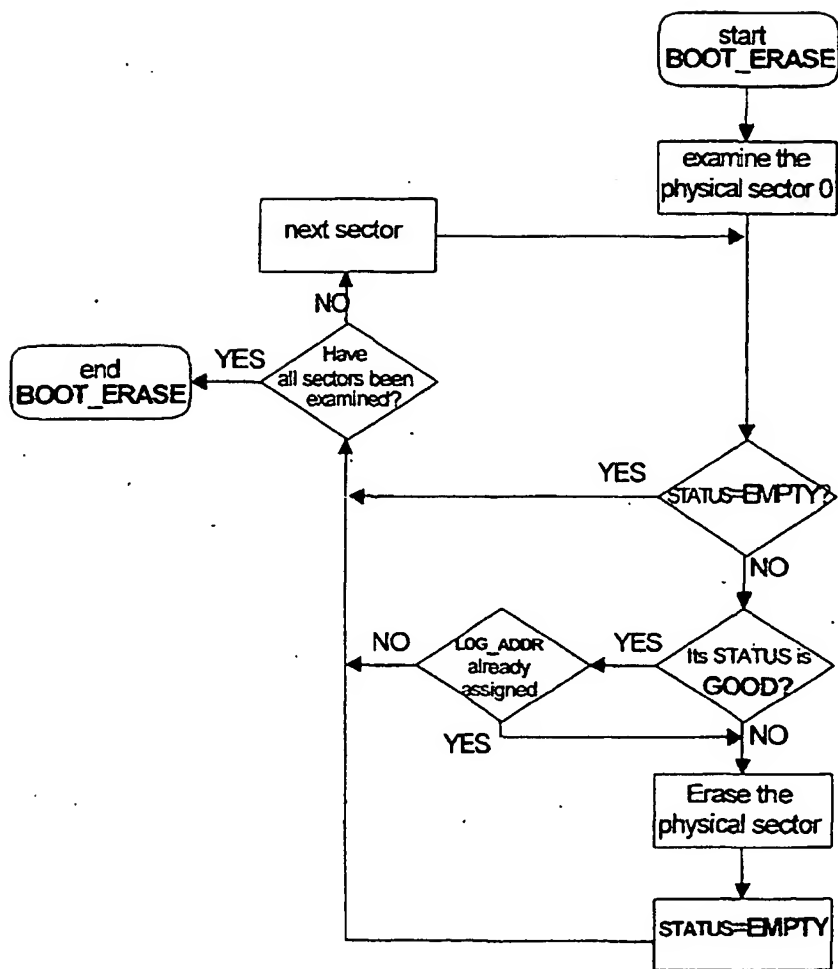 start
BOOT_ERASE
examine the
physical sector 0
next sector
NO
YES
Have
all sectors been
examined?
end
BOOT_ERASE
YES
STATUS=EMPTY?
NO
NO
LOG_ADDR
already
assigned
YES
Its STATUS is
GOOD?
YES
NO
Erase the
physical sector
STATUS=EMPTY